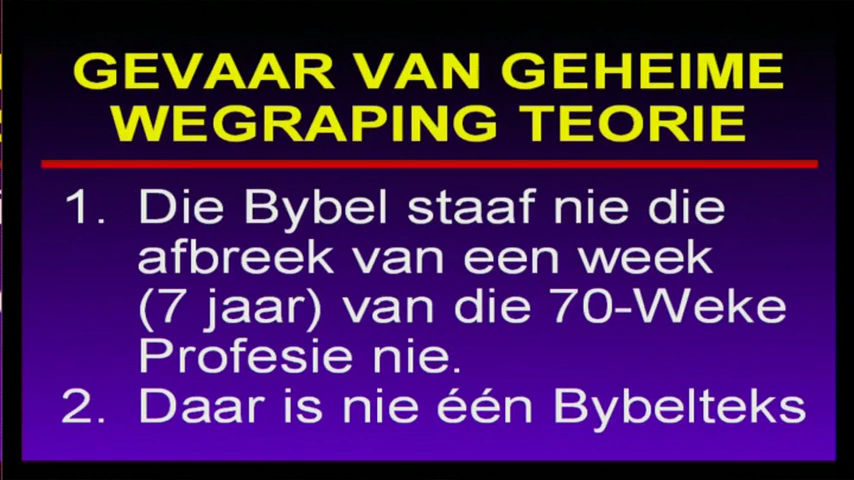 GEVAAR VAN GEHEIME
WEGRAPING TEORIE
1. Die Bybel staaf nie die
afbreek van een week
(7 jaar) van die 70-Weke
Profesie nie.
2. Daar is nie één Bybelteks